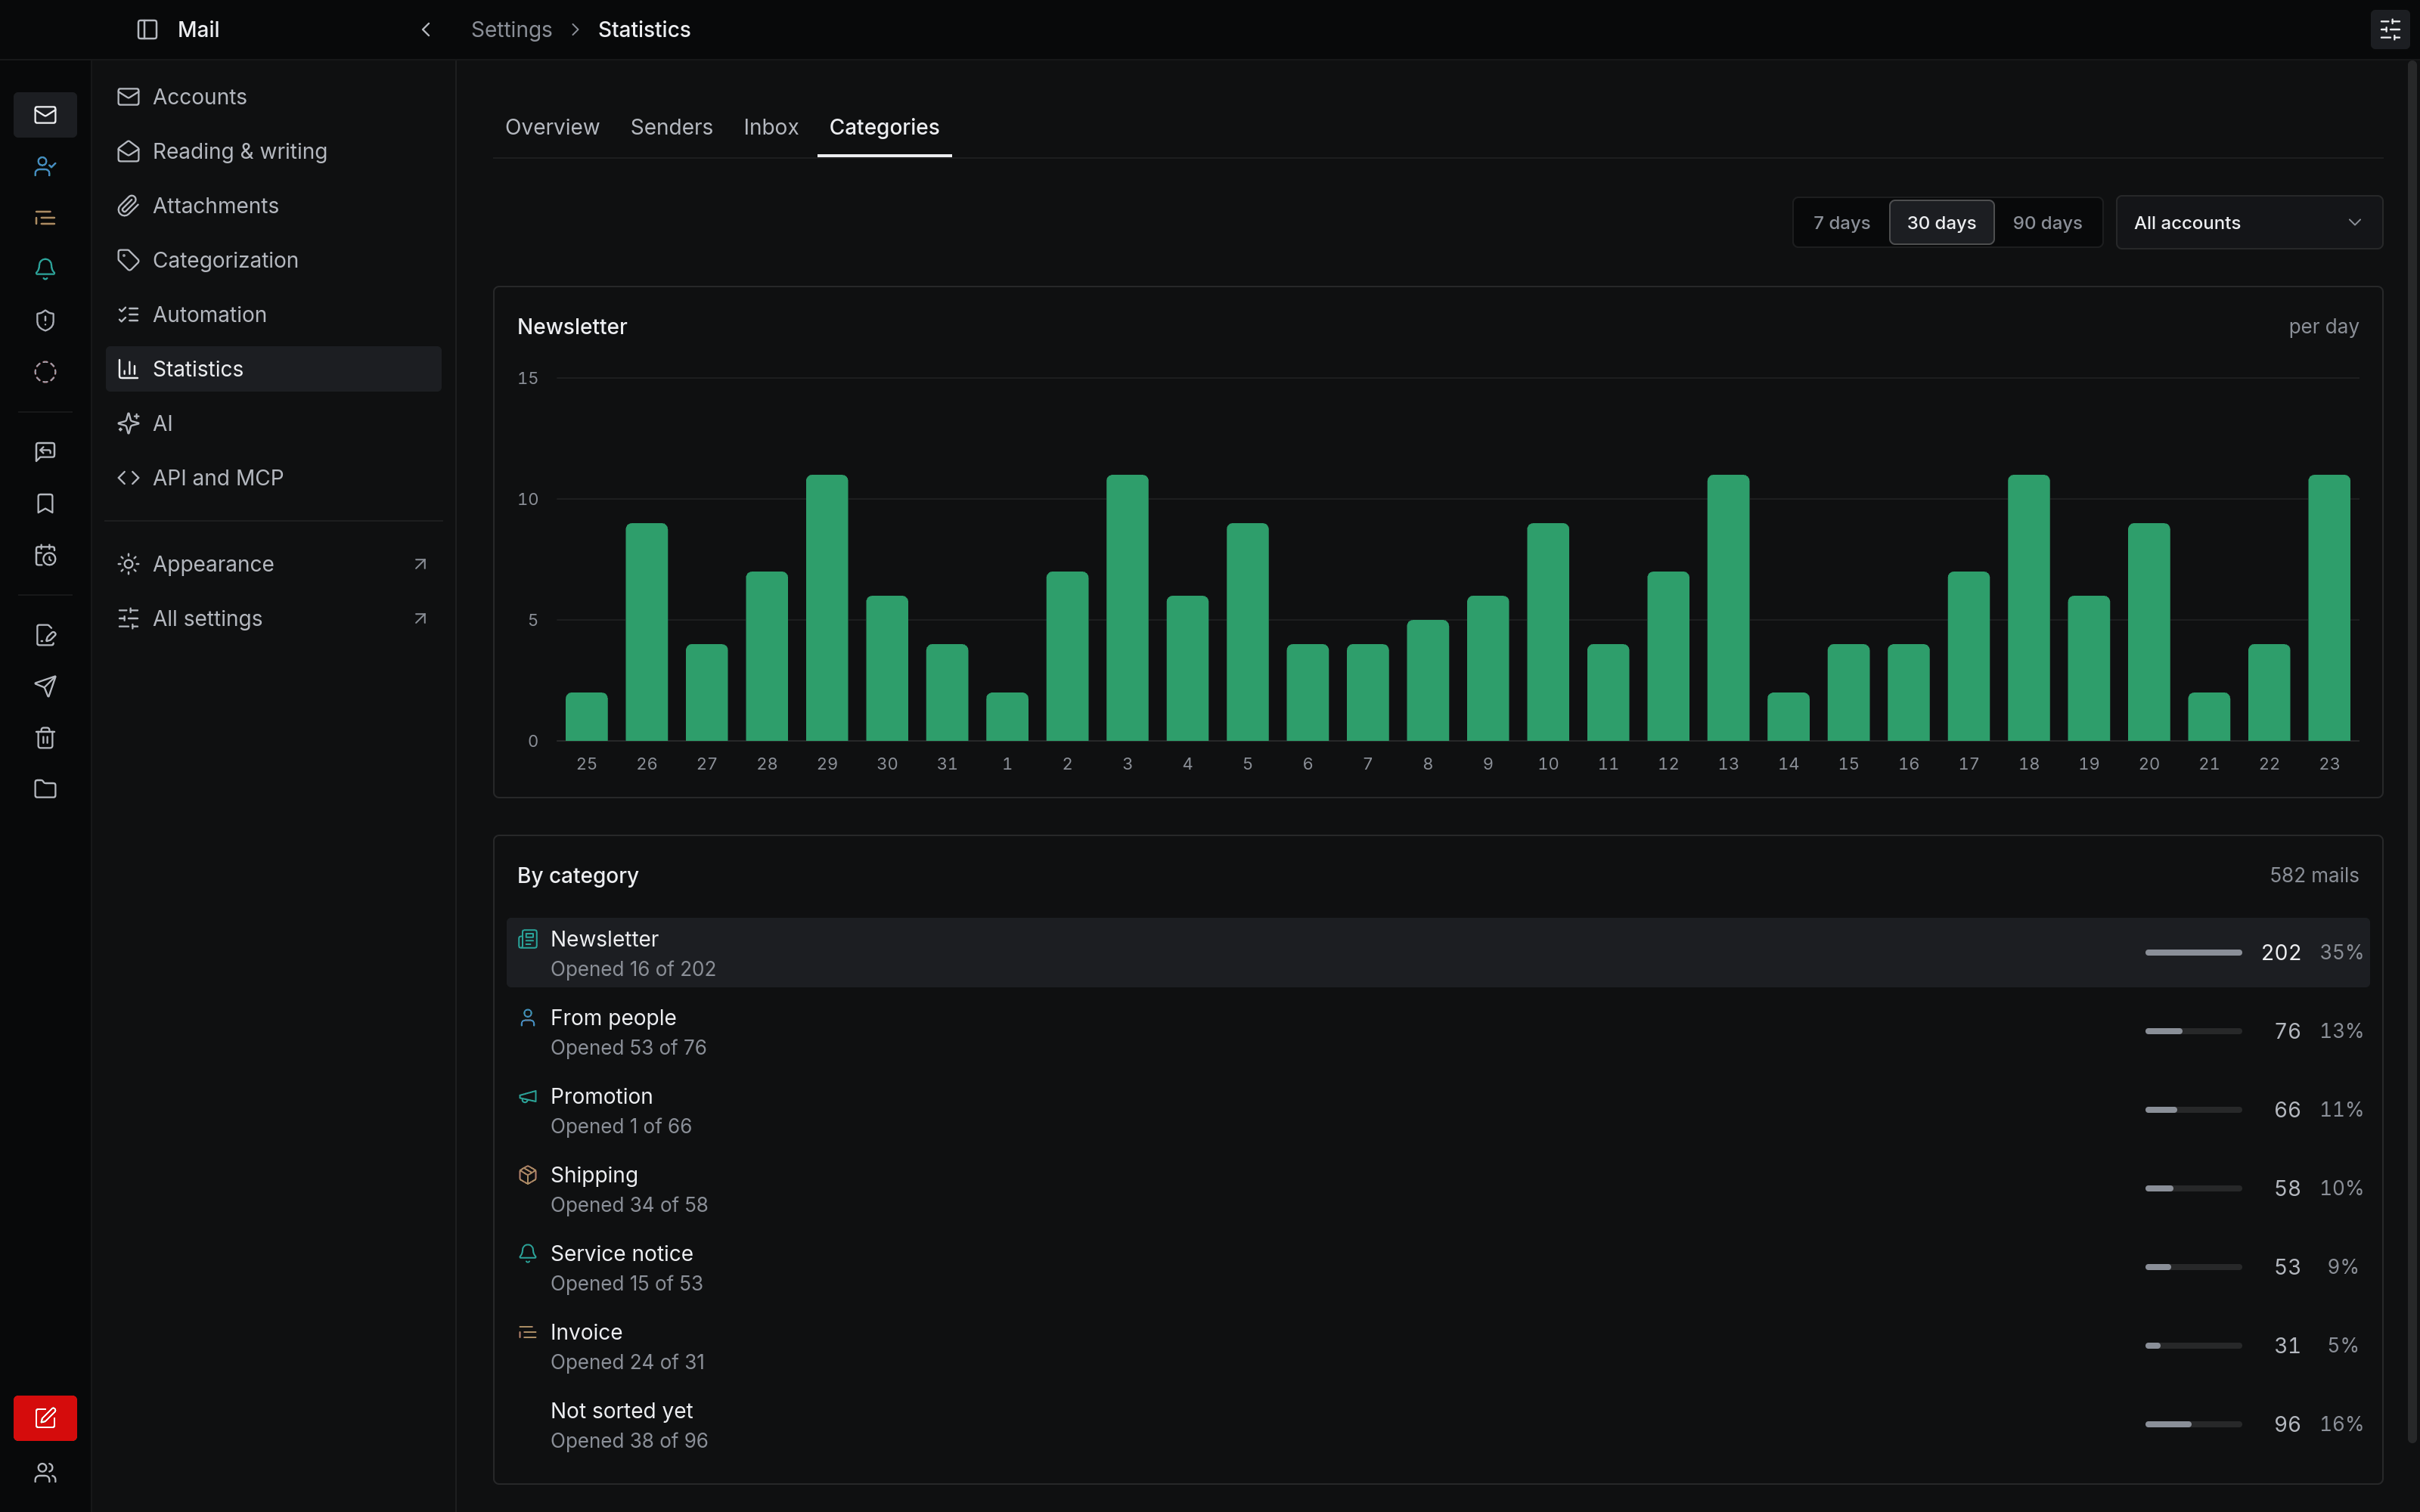 Mail
Settings > Statistics
Accounts
Reading & writing
Attachments
Categorization
Automation
Statistics
AI
API and MCP
Appearance
All settings
Overview Senders Inbox Categories
7 days 30 days 90 days All accounts
Newsletter per day
15
10
5
0
25 26 27 28 29 30 31 1 2 3 4 5 6 7 8 9 10 11 12 13 14 15 16 17 18 19 20 21 22 23
By category 582 mails
Newsletter
Opened 16 of 202
202 35%
From people
Opened 53 of 76
76 13%
Promotion
Opened 1 of 66
66 11%
Shipping
Opened 34 of 58
58 10%
Service notice
Opened 15 of 53
53 9%
Invoice
Opened 24 of 31
31 5%
Not sorted yet
Opened 38 of 96
96 16%